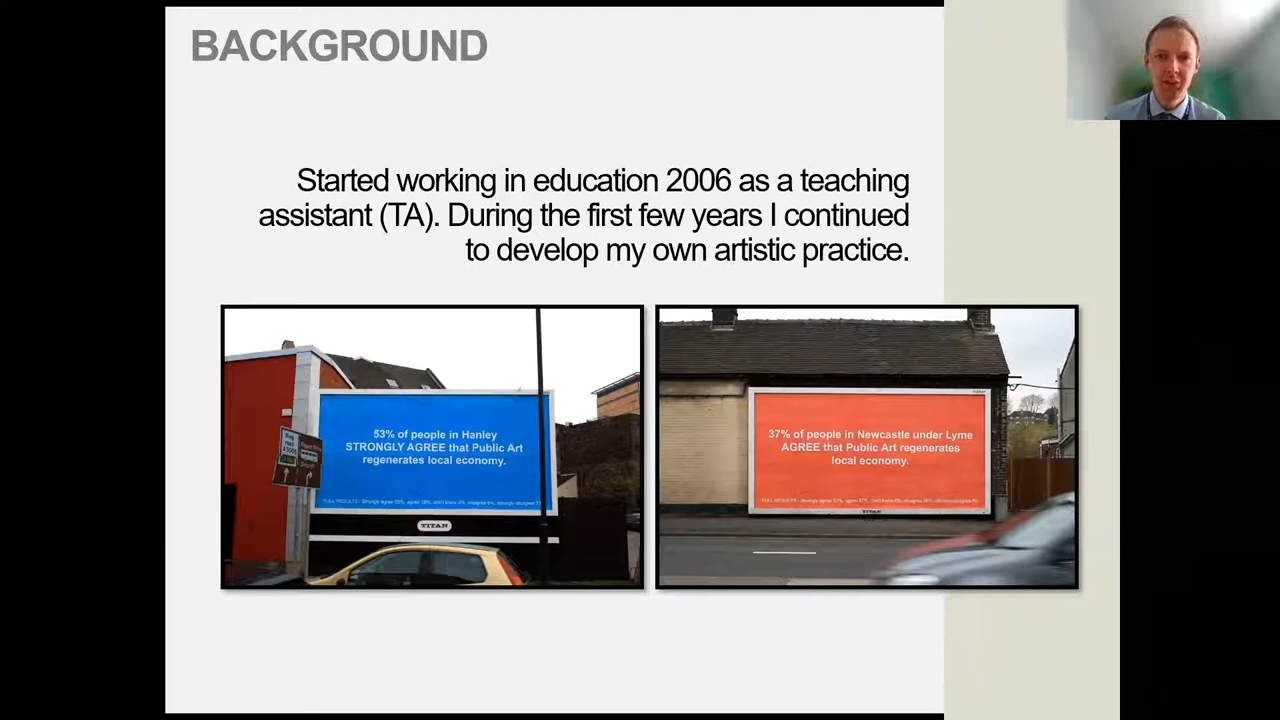 BACKGROUND
Started working in education 2006 as a teaching
assistant (TA). During the first few years I continued
to develop my own artistic practice.
53% of people in Hanley
STRONGLY AGREE that Public Art
regenerates local economy.
TITAN
37% of people in Newcastle under Lyme
AGREE that Public Art regenerates
local economy.
TITAN